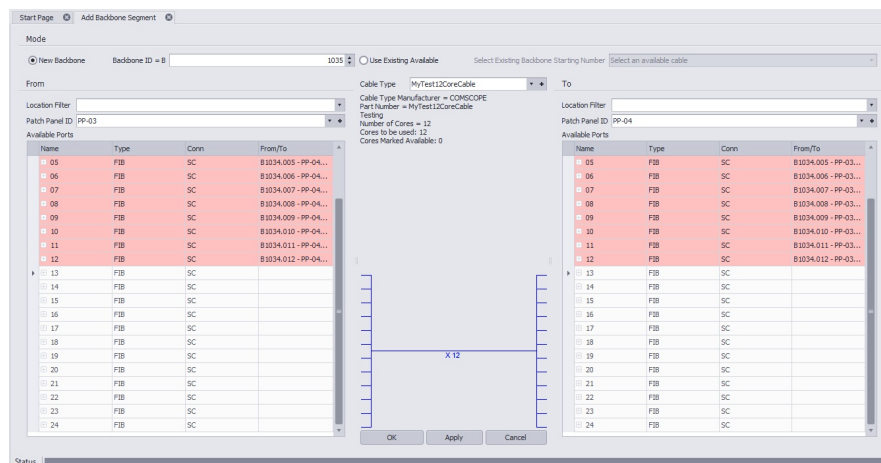 Start Page
Add Backbone Segment
Mode
New Backbone Backbone ID = B 1035 Use Existing Available Select Existing Backbone Starting Number Select an available cable
From
Location Filter
Patch Panel ID PP-03
Available Ports
Name Type Conn From/To
05 FIB SC B1034.005 - PP-04...
06 FIB SC B1034.006 - PP-04...
07 FIB SC B1034.007 - PP-04...
08 FIB SC B1034.008 - PP-04...
09 FIB SC B1034.009 - PP-04...
10 FIB SC B1034.010 - PP-04...
11 FIB SC B1034.011 - PP-04...
12 FIB SC B1034.012 - PP-04...
13 FIB SC
14 FIB SC
15 FIB SC
16 FIB SC
17 FIB SC
18 FIB SC
19 FIB SC
20 FIB SC
21 FIB SC
22 FIB SC
23 FIB SC
24 FIB SC
Cable Type MyTest12CoreCable
Cable Type Manufacturer = COMSCOPE
Part Number = MyTest12CoreCable
Testing
Number of Cores = 12
Cores to be used: 12
Cores Marked Available: 0
X 12
OK Apply Cancel
To
Location Filter
Patch Panel ID PP-04
Available Ports
Name Type Conn From/To
05 FIB SC B1034.005 - PP-03...
06 FIB SC B1034.006 - PP-03...
07 FIB SC B1034.007 - PP-03...
08 FIB SC B1034.008 - PP-03...
09 FIB SC B1034.009 - PP-03...
10 FIB SC B1034.010 - PP-03...
11 FIB SC B1034.011 - PP-03...
12 FIB SC B1034.012 - PP-03...
13 FIB SC
14 FIB SC
15 FIB SC
16 FIB SC
17 FIB SC
18 FIB SC
19 FIB SC
20 FIB SC
21 FIB SC
22 FIB SC
23 FIB SC
24 FIB SC
Status